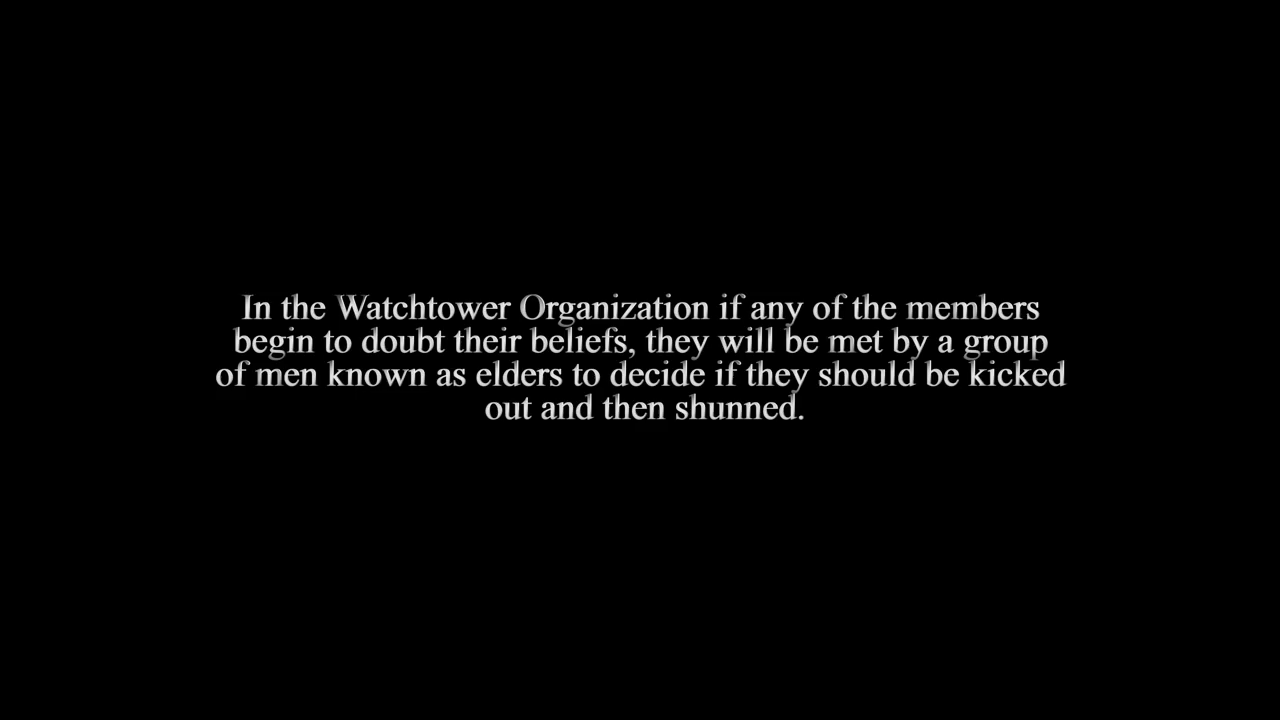 In the Watchtower Organization if any of the members
begin to doubt their beliefs, they will be met by a group
of men known as elders to decide if they should be kicked
out and then shunned.